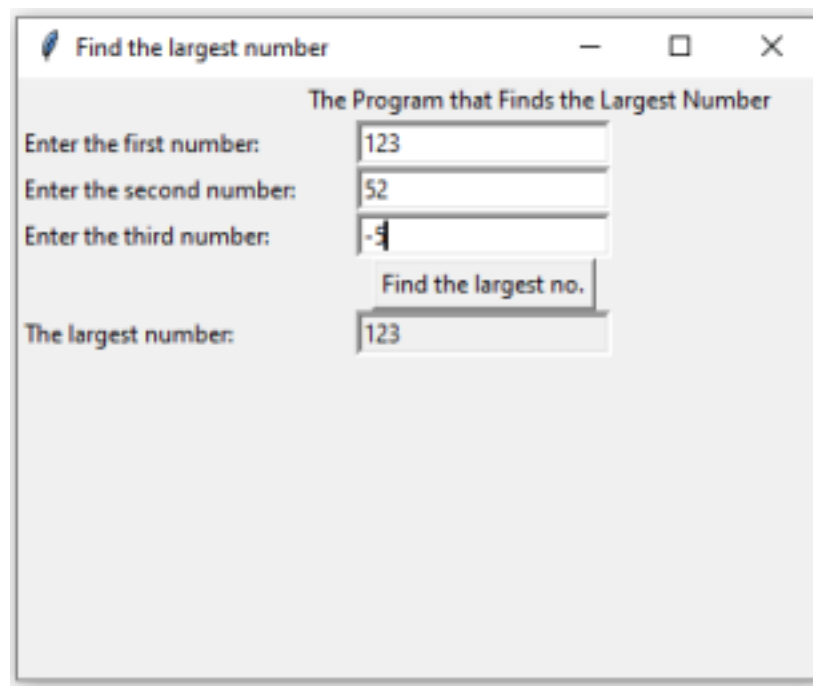 Find the largest number
The Program that Finds the Largest Number
Enter the first number: 123
Enter the second number: 52
Enter the third number: -5
Find the largest no.
The largest number: 123